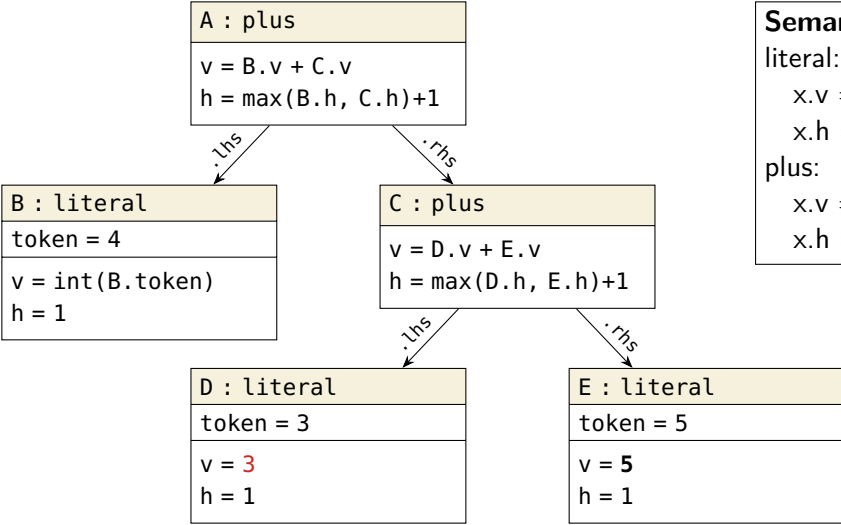 A : plus
v = B.v + C.v
h = max(B.h, C.h)+1
literal:
x.v
x.h
plus:
x.v
x.h
.lhs
.rhs
B : literal
token = 4
v = int(B.token)
h = 1
C : plus
v = D.v + E.v
h = max(D.h, E.h)+1
.lhs
.rhs
D : literal
token = 3
v = 3
h = 1
E : literal
token = 5
v = 5
h = 1